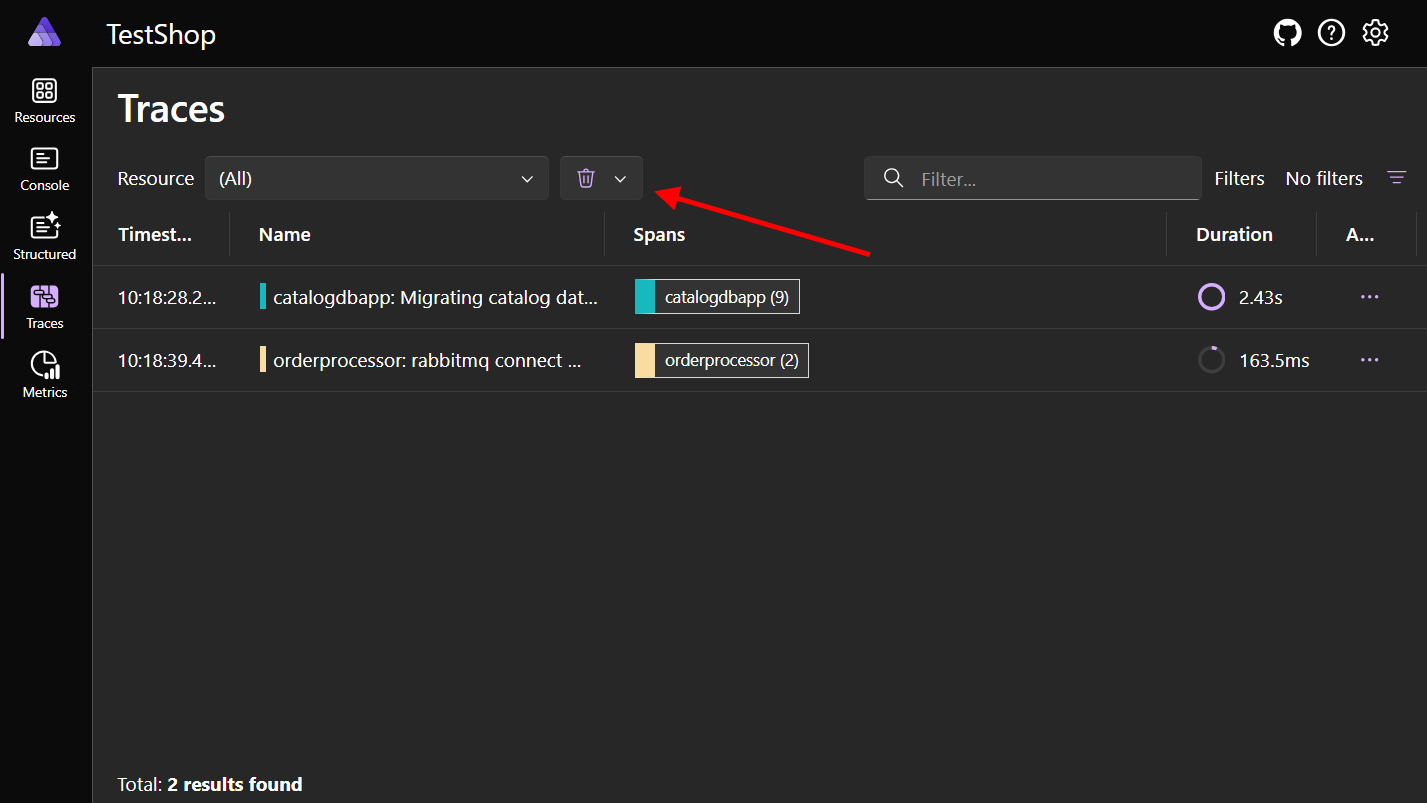 TestShop
Resources
Console
Structured
Traces
Metrics
Traces
Resource (All) Filter... Filters No filters
Timest... Name Spans Duration A...
10:18:28.2... catalogdbapp: Migrating catalog dat... catalogdbapp (9) 2.43s ...
10:18:39.4... orderprocessor: rabbitmq connect ... orderprocessor (2) 163.5ms ...
Total: 2 results found